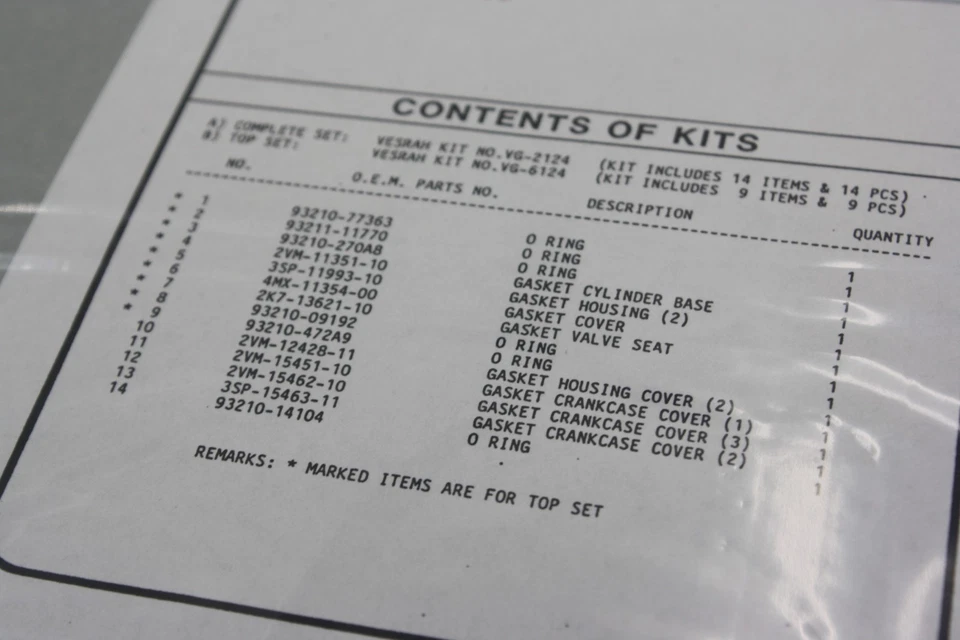 CONTENTS OF KITS
A) COMPLETE SET: VESRAH KIT NO.VG-2124 (KIT INCLUDES 14 ITEMS & 14 PCS)
B) TOP SET: VESRAH KIT NO.VG-6124 (KIT INCLUDES 9 ITEMS & 9 PCS)
NO. O.E.M. PARTS NO. DESCRIPTION QUANTITY
* 1 93210-77363 O RING 1
* 2 93211-11770 O RING 1
* 3 93210-270A8 O RING 1
* 4 2VM-11351-10 GASKET CYLINDER BASE 1
* 5 3SP-11993-10 GASKET HOUSING (2) 1
* 6 4MX-11354-00 GASKET COVER 1
* 7 2K7-13621-10 GASKET VALVE SEAT 1
* 8 93210-09192 O RING 1
* 9 93210-472A9 O RING 1
10 2VM-12428-11 GASKET HOUSING COVER (2) 1
11 2VM-15451-10 GASKET CRANKCASE COVER (1) 1
12 2VM-15462-10 GASKET CRANKCASE COVER (3) 1
13 3SP-15463-11 GASKET CRANKCASE COVER (2) 1
14 93210-14104 O RING 1
REMARKS: * MARKED ITEMS ARE FOR TOP SET